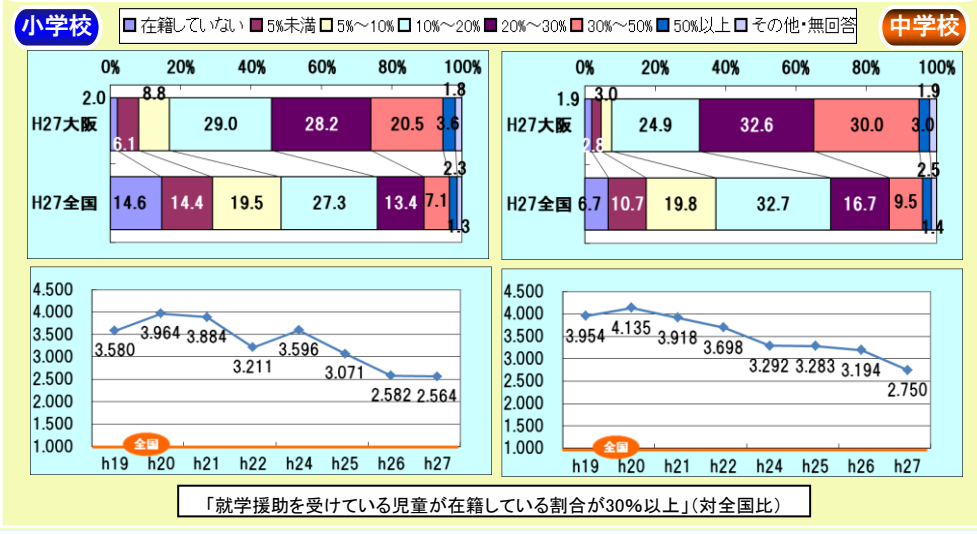 小学校
在籍していない 5%未満 5%～10% 10%～20% 20%～30% 30%～50% 50%以上 その他・無回答
中学校
0% 20% 40% 60% 80% 100%
2.0 8.8 1.8
H27大阪 6.1 29.0 28.2 20.5 3.6
2.3
H27全国 14.6 14.4 19.5 27.3 13.4 7.1
1.3
0% 20% 40% 60% 80% 100%
1.9 3.0 1.9
H27大阪 2.8 24.9 32.6 30.0 3.0
2.5
H27全国 6.7 10.7 19.8 32.7 16.7 9.5
1.4
4.500
4.000
3.500
3.000
2.500
2.000
1.500
1.000
3.580 3.964 3.884 3.211 3.596 3.071 2.582 2.564
全国
h19 h20 h21 h22 h24 h25 h26 h27
4.500
4.000
3.500
3.000
2.500
2.000
1.500
1.000
3.954 4.135 3.918 3.698 3.292 3.283 3.194 2.750
全国
h19 h20 h21 h22 h24 h25 h26 h27
「就学援助を受けている児童が在籍している割合が30%以上」(対全国比)